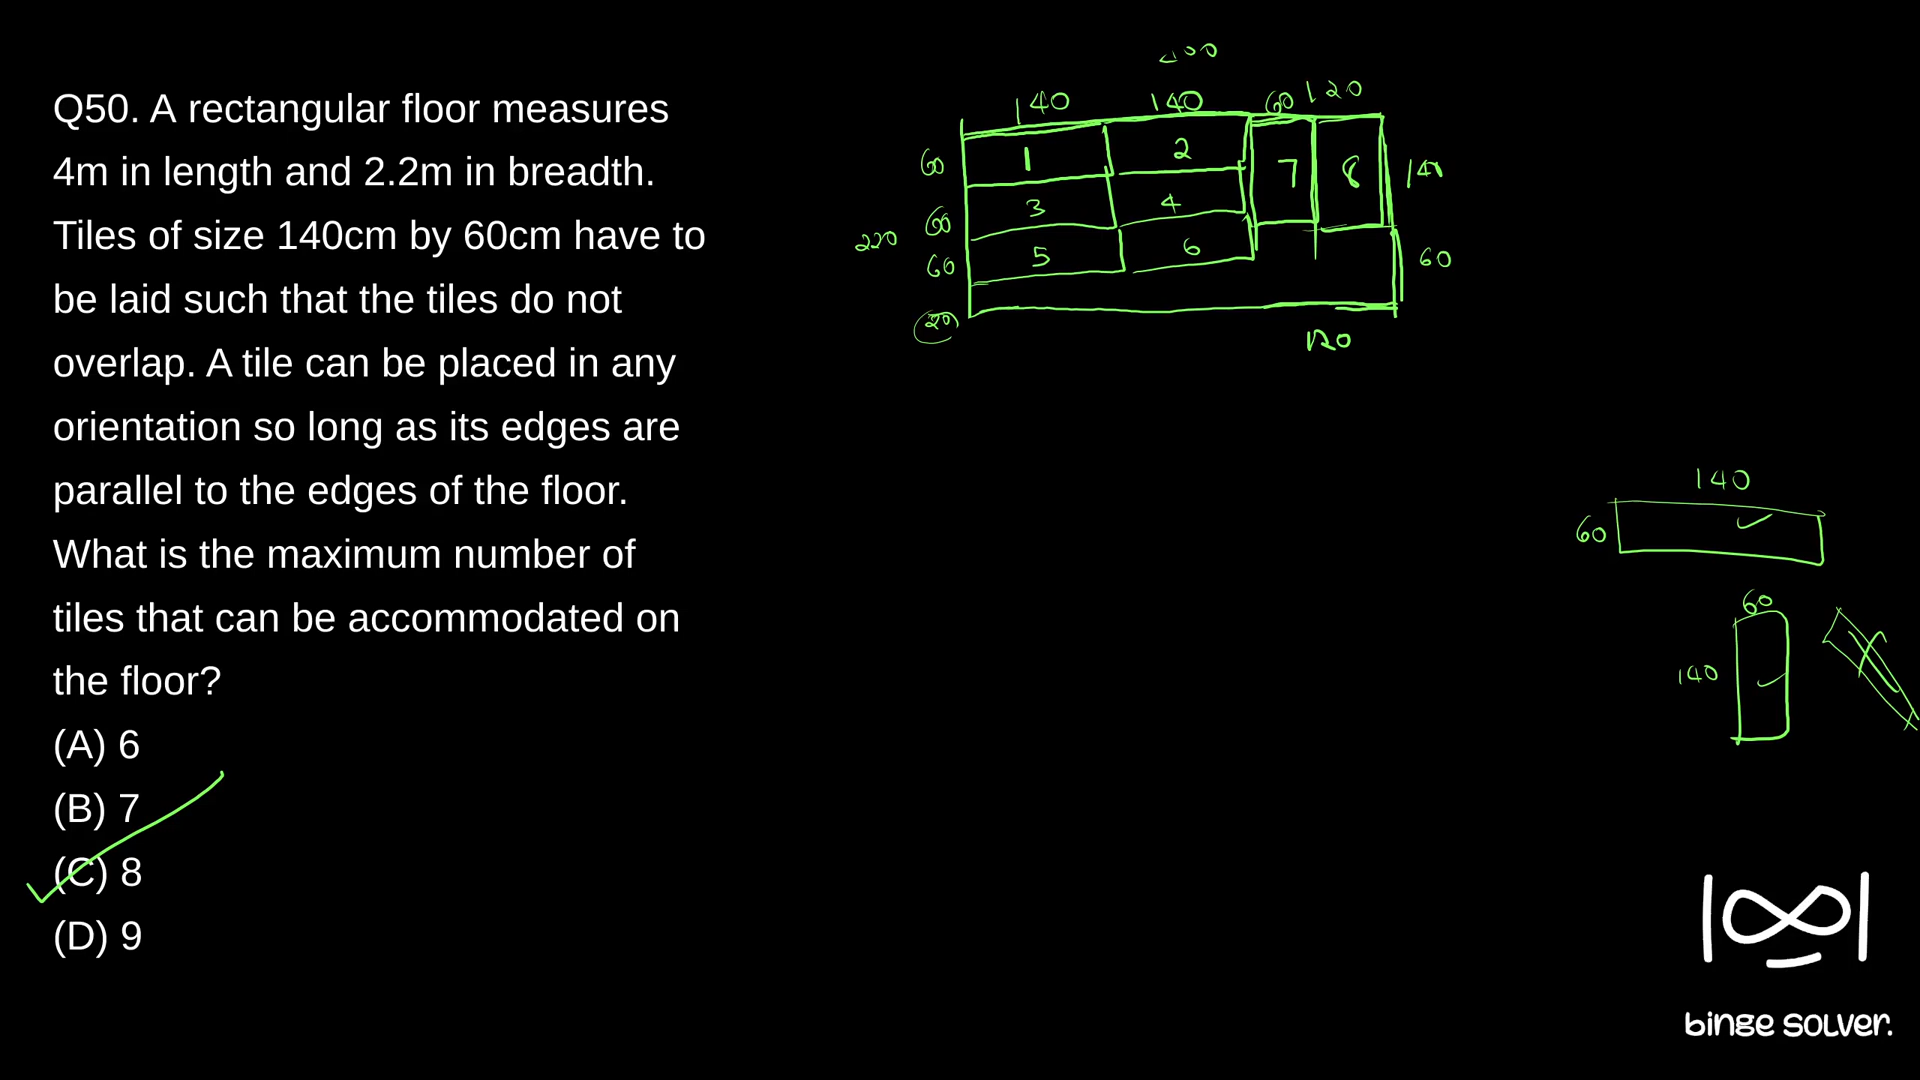 Q50. A rectangular floor measures
4m in length and 2.2m in breadth.
Tiles of size 140cm by 60cm have to
be laid such that the tiles do not
overlap. A tile can be placed in any
orientation so long as its edges are
parallel to the edges of the floor.
What is the maximum number of
tiles that can be accommodated on
the floor?
(A) 6
(B) 7
(C) 8
(D) 9
140 140 60 120
60 1 2 7 8 140
60 3 4
220
60 5 6 60
20
120
140
60
60
140
binge solver.